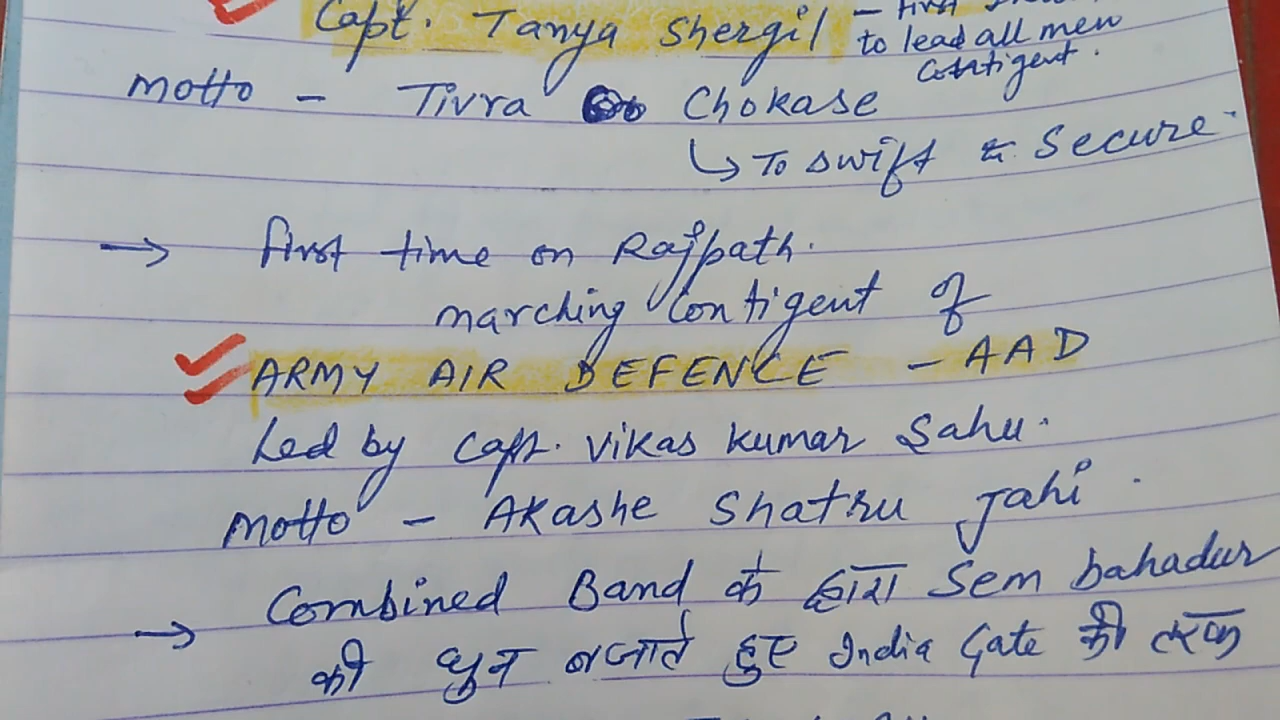 Capt. Tanya Shergil – first
to lead all men
contigent.
Motto – Tivra Chokase
↳ To swift & Secure.
→ first time on Rajpath.
marching Contigent of
ARMY AIR DEFENCE – AAD
Led by Capt. Vikas Kumar Sahu.
Motto – Akashe Shatru Jahi.
→ Combined Band के द्वारा Sem bahadur
की धुन बजाते हुए India Gate की तरफ